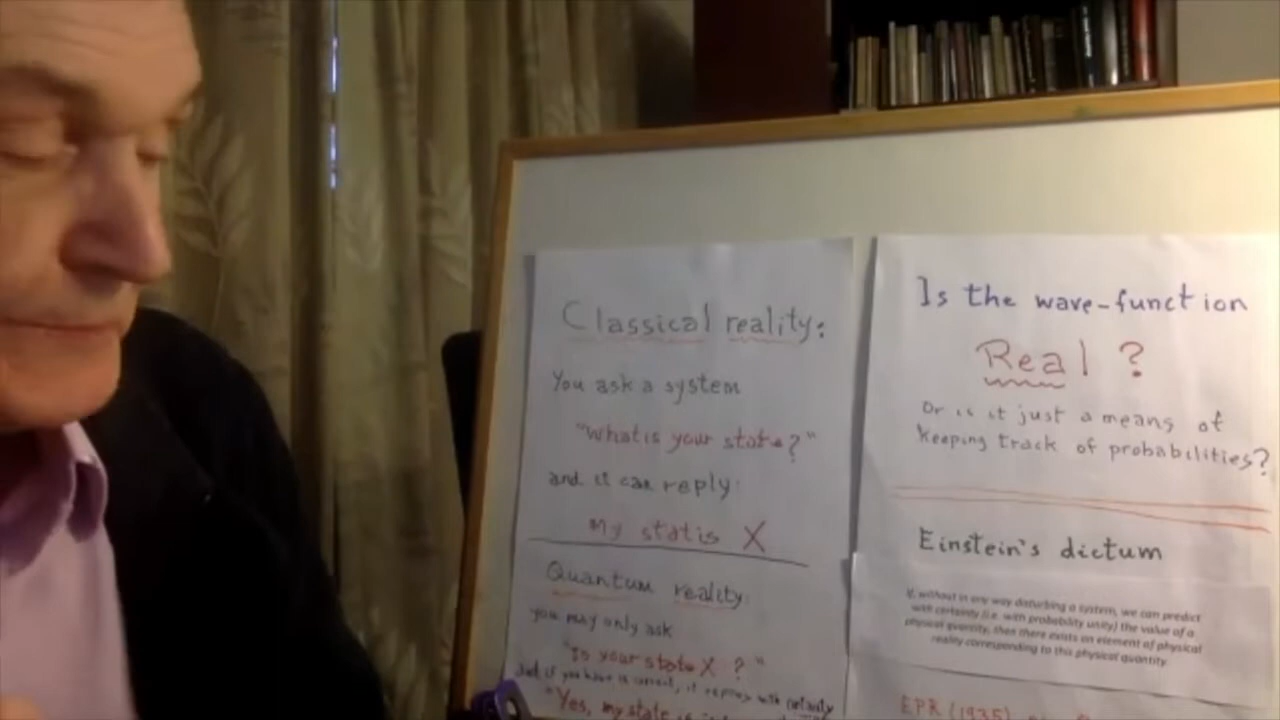 Classical reality:
You ask a system
"What is your state?"
and it can reply:
My stat is X
Quantum reality:
you may only ask
"Is your state X ?"
and if you have is correct, it replies with certainty
"Yes, my state is
Is the wave-function
Real ?
Or is it just a means of
keeping track of probabilities?
Einstein's dictum
If, without in any way disturbing a system, we can predict
with certainty (i.e. with probability unity) the value of a
physical quantity, then there exists an element of physical
reality corresponding to this physical quantity.
EPR (1935)